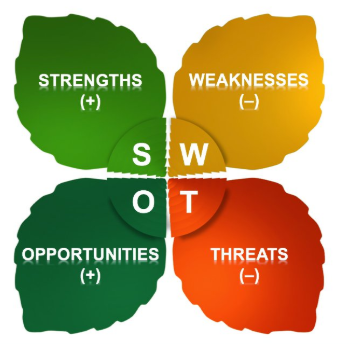 STRENGTHS
(+)
WEAKNESSES
(–)
S W
O T
OPPORTUNITIES
(+)
THREATS
(–)